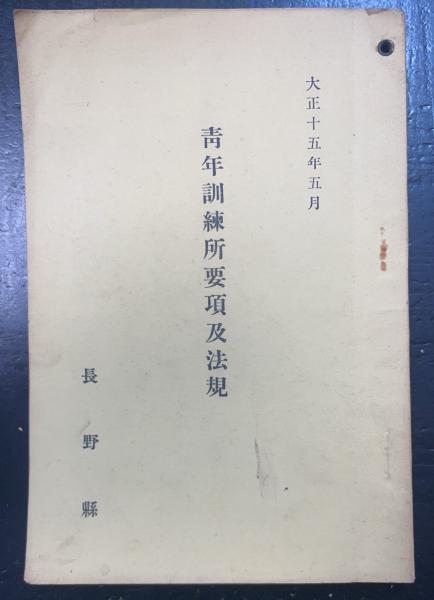 大正十五年五月
靑年訓練所要項及法規
長野縣